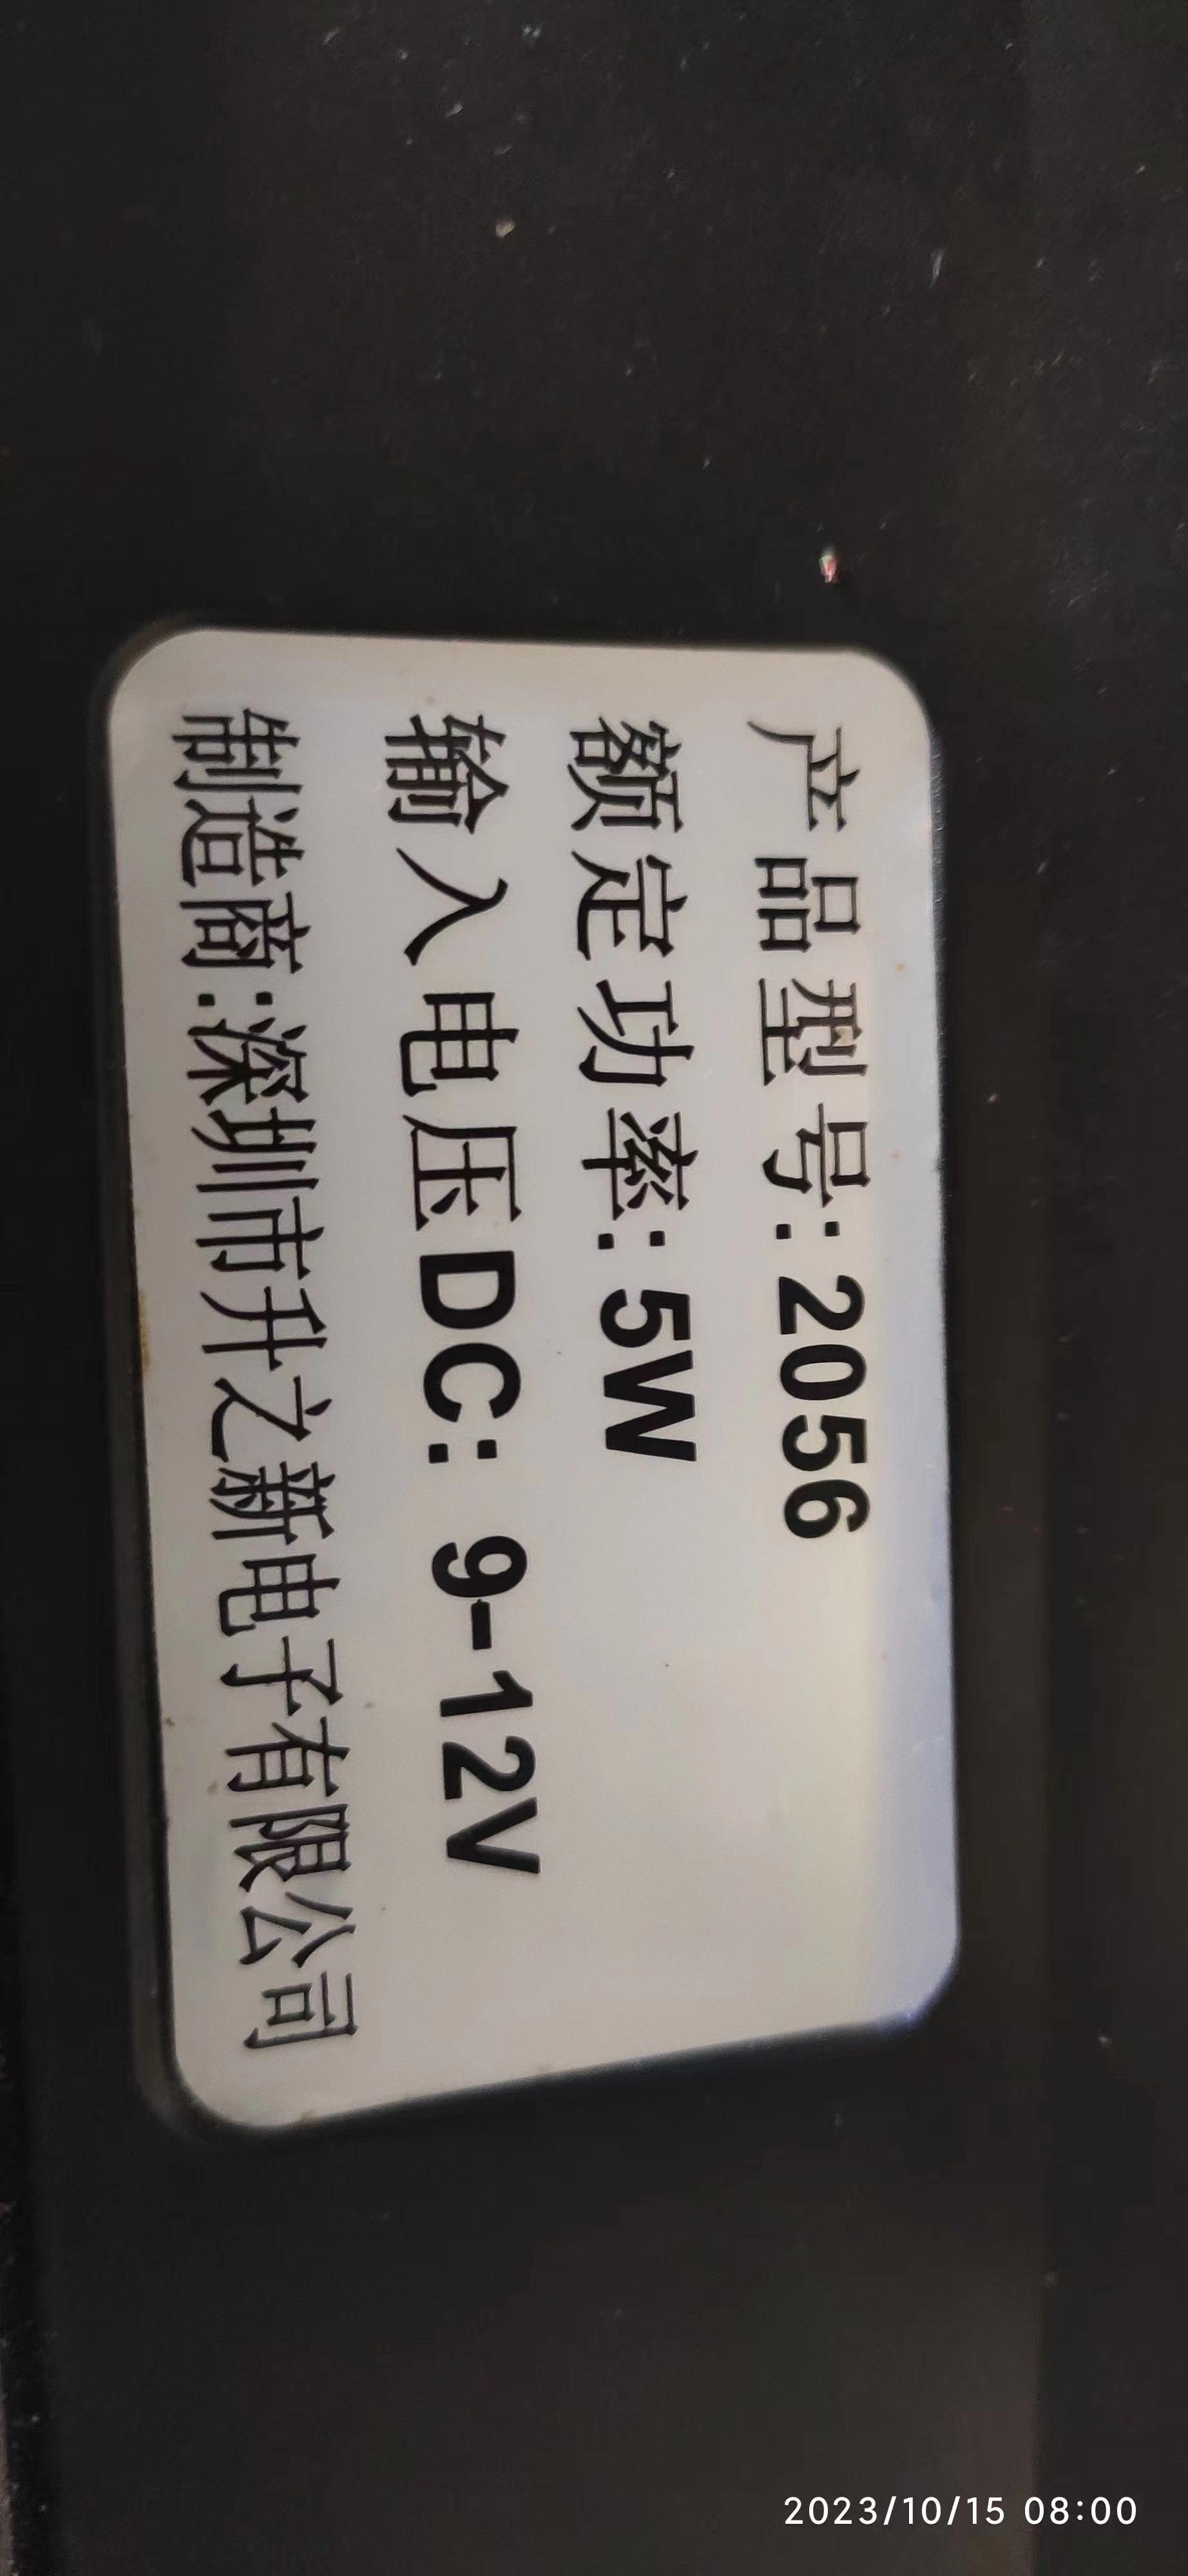 产品型号:2056
额定功率:5W
输入电压DC: 9-12V
制造商:深圳市升之新电子有限公司
2023/10/15 08:00